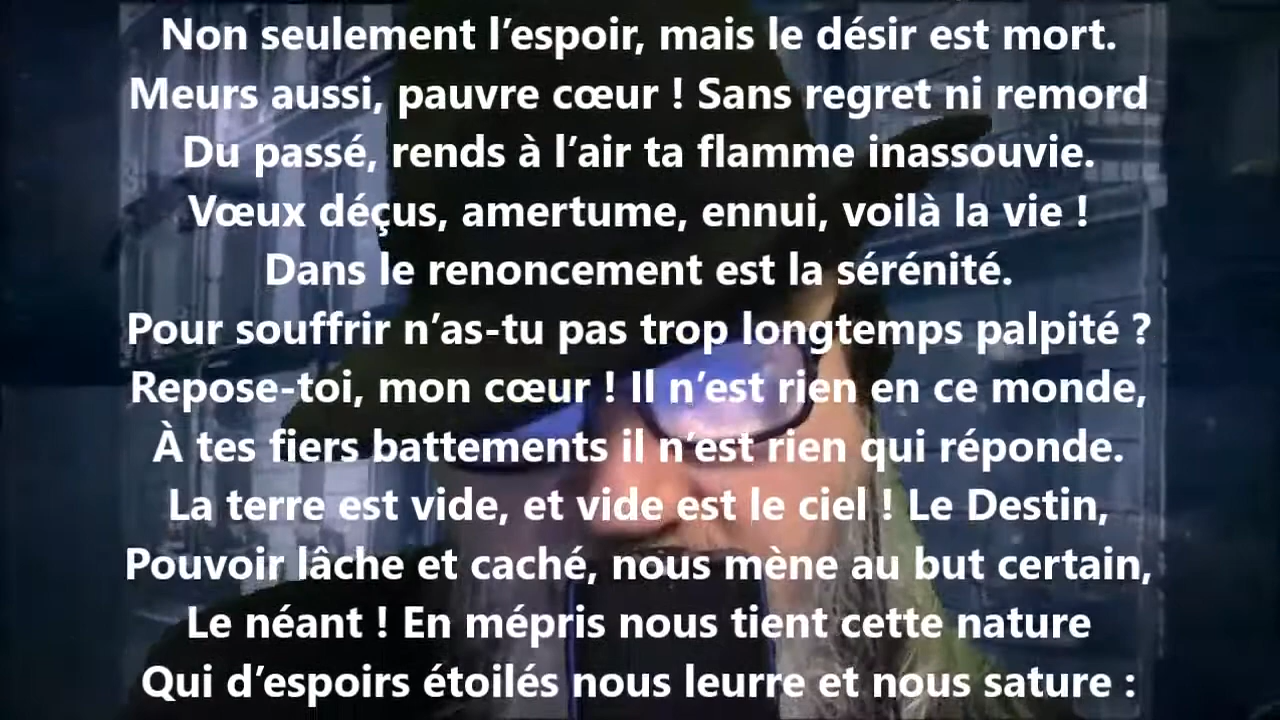 Non seulement l’espoir, mais le désir est mort.
Meurs aussi, pauvre cœur ! Sans regret ni remord
Du passé, rends à l’air ta flamme inassouvie.
Vœux déçus, amertume, ennui, voilà la vie !
Dans le renoncement est la sérénité.
Pour souffrir n’as-tu pas trop longtemps palpité ?
Repose-toi, mon cœur ! Il n’est rien en ce monde,
À tes fiers battements il n’est rien qui réponde.
La terre est vide, et vide est le ciel ! Le Destin,
Pouvoir lâche et caché, nous mène au but certain,
Le néant ! En mépris nous tient cette nature
Qui d’espoirs étoilés nous leurre et nous sature :